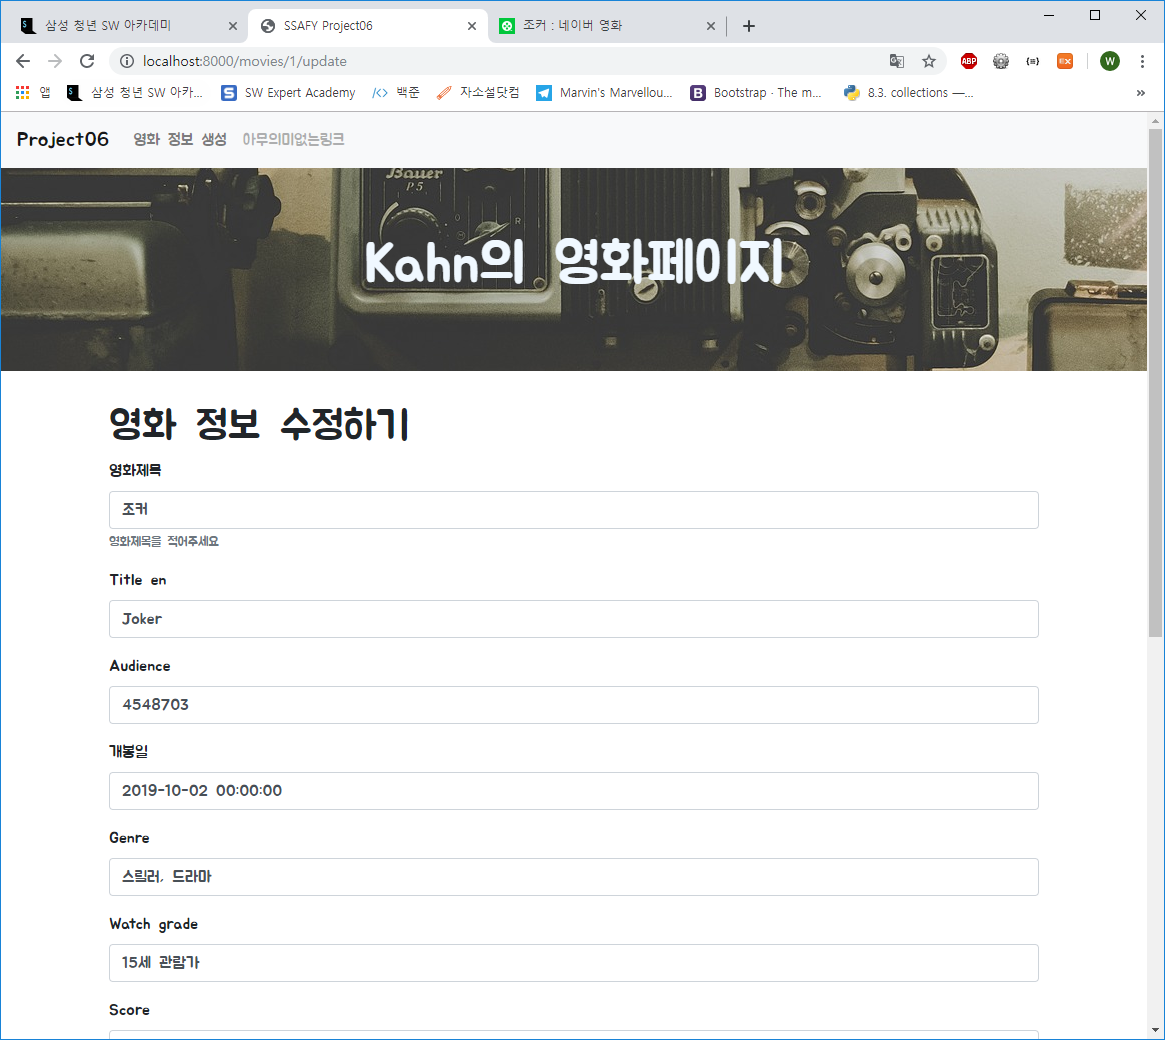 삼성 청년 SW 아카데미
SSAFY Project06
조커 : 네이버 영화
localhost:8000/movies/1/update
ABP
EX
W
앱
삼성 청년 SW 아카...
SW Expert Academy
백준
자소설닷컴
Marvin's Marvellou...
Bootstrap · The m...
8.3. collections —...
Project06 영화 정보 생성 아무의미없는링크
Bauer
P5
R
Kahn의 영화페이지
영화 정보 수정하기
영화제목
조커
영화제목을 적어주세요
Title en
Joker
Audience
4548703
개봉일
2019-10-02 00:00:00
Genre
스릴러, 드라마
Watch grade
15세 관람가
Score